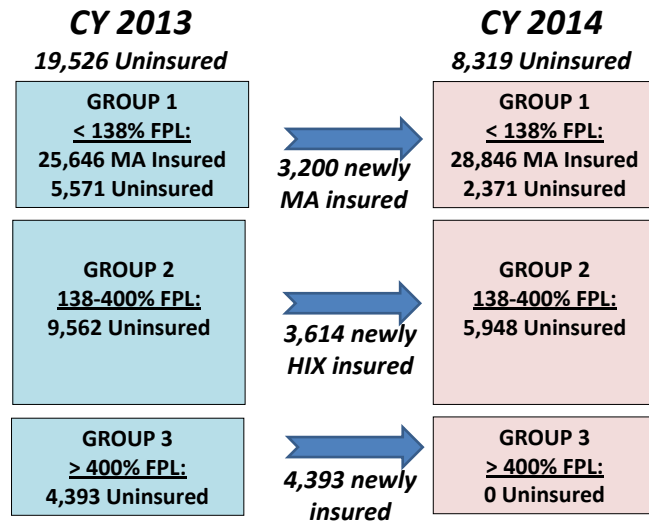 CY 2013
19,526 Uninsured
GROUP 1
< 138% FPL:
25,646 MA Insured
5,571 Uninsured
GROUP 2
138-400% FPL:
9,562 Uninsured
GROUP 3
> 400% FPL:
4,393 Uninsured
3,200 newly
MA insured
3,614 newly
HIX insured
4,393 newly
insured
CY 2014
8,319 Uninsured
GROUP 1
< 138% FPL:
28,846 MA Insured
2,371 Uninsured
GROUP 2
138-400% FPL:
5,948 Uninsured
GROUP 3
> 400% FPL:
0 Uninsured